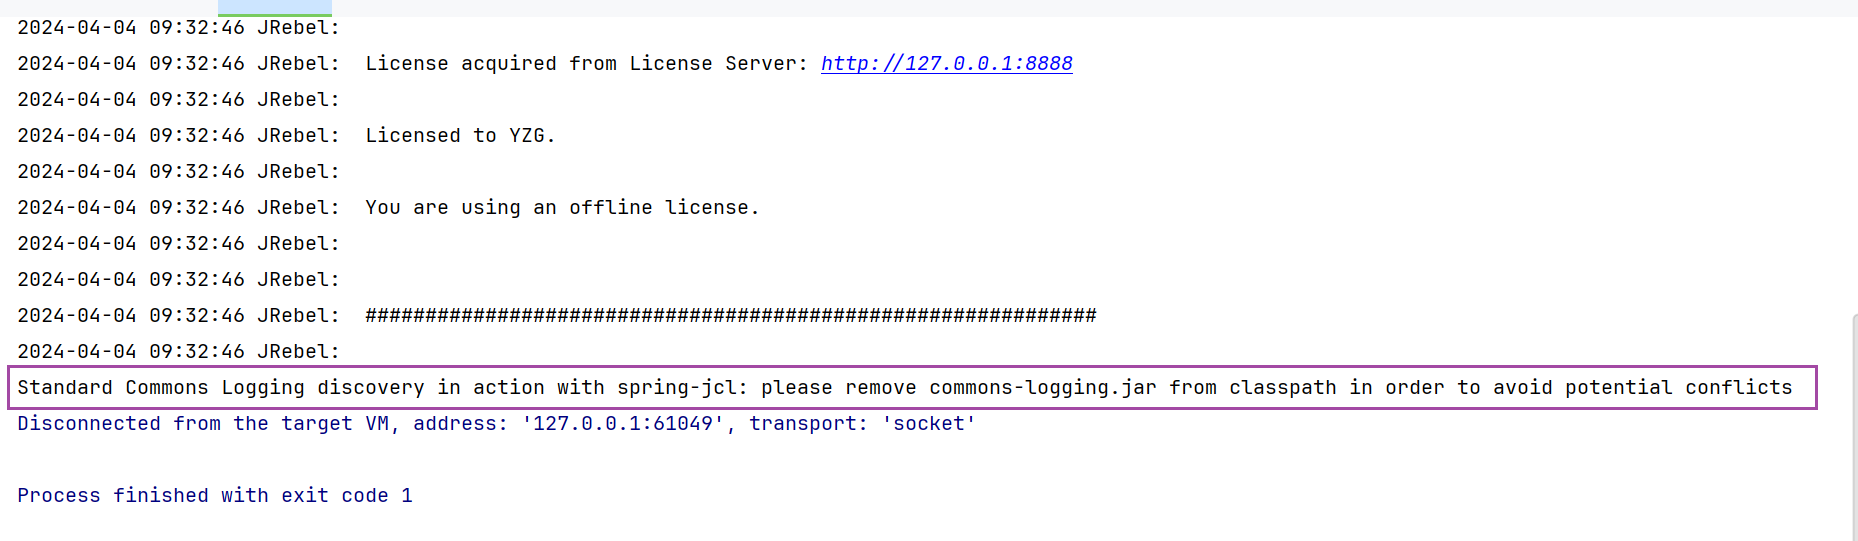 2024-04-04 09:32:46 JRebel:
2024-04-04 09:32:46 JRebel:  License acquired from License Server: http://127.0.0.1:8888
2024-04-04 09:32:46 JRebel:
2024-04-04 09:32:46 JRebel:  Licensed to YZG.
2024-04-04 09:32:46 JRebel:
2024-04-04 09:32:46 JRebel:  You are using an offline license.
2024-04-04 09:32:46 JRebel:
2024-04-04 09:32:46 JRebel:
2024-04-04 09:32:46 JRebel:  #############################################################
2024-04-04 09:32:46 JRebel:
Standard Commons Logging discovery in action with spring-jcl: please remove commons-logging.jar from classpath in order to avoid potential conflicts
Disconnected from the target VM, address: '127.0.0.1:61049', transport: 'socket'
Process finished with exit code 1